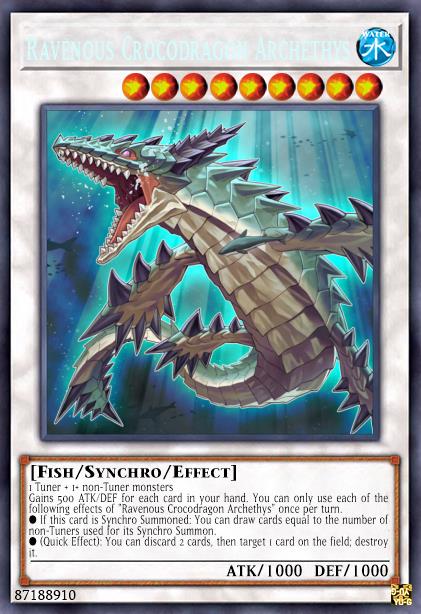 Ravenous Crocodragon Archethys
WATER
水
[Fish/Synchro/Effect]
1 Tuner + 1+ non-Tuner monsters
Gains 500 ATK/DEF for each card in your hand. You can only use each of the
following effects of "Ravenous Crocodragon Archethys" once per turn.
● If this card is Synchro Summoned: You can draw cards equal to the number
of non-Tuners used for its Synchro Summon.
● (Quick Effect): You can discard 2 cards, then target 1 card on the field; destroy
it.
ATK/1000 DEF/1000
87188910